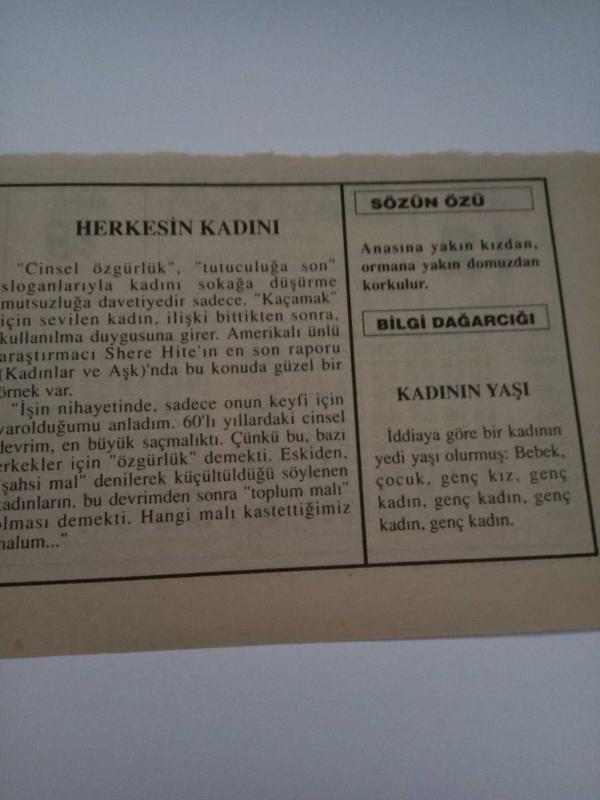 HERKESİN KADINI
"Cinsel özgürlük", "tutuculuğa son"
sloganlarıyla kadını sokağa düşürme
mutsuzluğa davetiyedir sadece. "Kaçamak"
için sevilen kadın, ilişki bittikten sonra,
kullanılma duygusuna girer. Amerikalı ünlü
araştırmacı Shere Hite'ın en son raporu
(Kadınlar ve Aşk)'nda bu konuda güzel bir
örnek var.
"İşin nihayetinde, sadece onun keyfi için
varolduğumu anladım. 60'lı yıllardaki cinsel
devrim, en büyük saçmalıktı. Çünkü bu, bazı
erkekler için "özgürlük" demekti. Eskiden,
"şahsi mal" denilerek küçültüldüğü söylenen
kadınların, bu devrimden sonra "toplum malı"
olması demekti. Hangi malı kastettiğimiz
malum..."
SÖZÜN ÖZÜ
Anasına yakın kızdan,
ormana yakın domuzdan
korkulur.
BİLGİ DAĞARCIĞI
KADININ YAŞI
İddiaya göre bir kadının
yedi yaşı olurmuş: Bebek,
çocuk, genç kız, genç
kadın, genç kadın, genç
kadın, genç kadın.